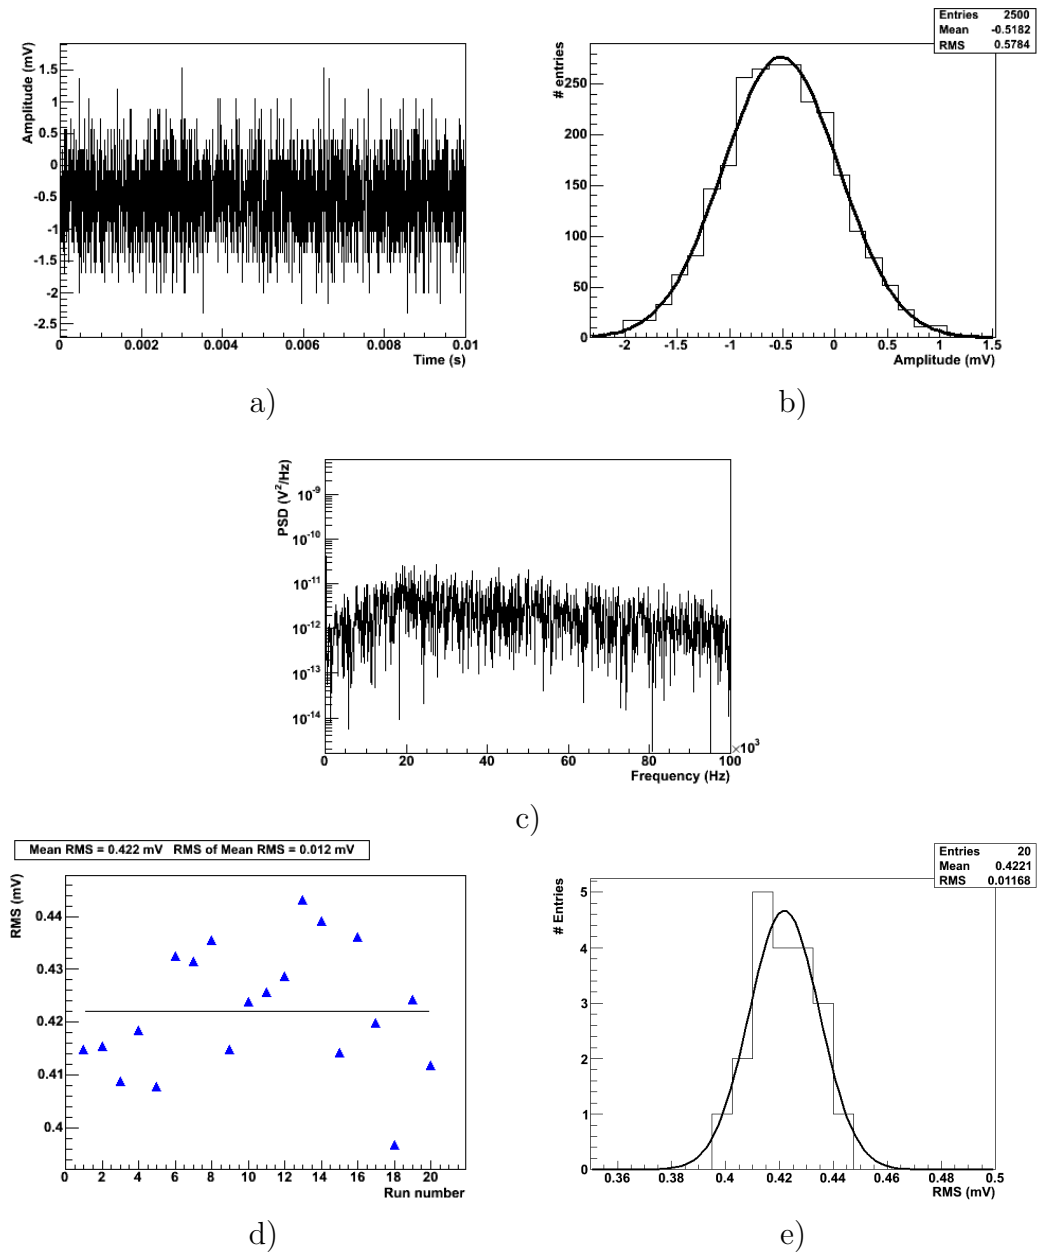 Entries 2500
Mean -0.5182
RMS 0.5784
Amplitude (mV)
1.5
1
0.5
0
-0.5
-1
-1.5
-2
-2.5
0 0.002 0.004 0.006 0.008 0.01
Time (s)
# entries
250
200
150
100
50
0
-2 -1.5 -1 -0.5 0 0.5 1 1.5
Amplitude (mV)
a) b)
PSD (V²/Hz)
10⁻⁹
10⁻¹⁰
10⁻¹¹
10⁻¹²
10⁻¹³
10⁻¹⁴
0 20 40 60 80 100
×10³
Frequency (Hz)
c)
Mean RMS = 0.422 mV RMS of Mean RMS = 0.012 mV
RMS (mV)
0.44
0.43
0.42
0.41
0.4
0 2 4 6 8 10 12 14 16 18 20
Run number
Entries 20
Mean 0.4221
RMS 0.01168
# Entries
5
4
3
2
1
0
0.36 0.38 0.4 0.42 0.44 0.46 0.48 0.5
RMS (mV)
d) e)